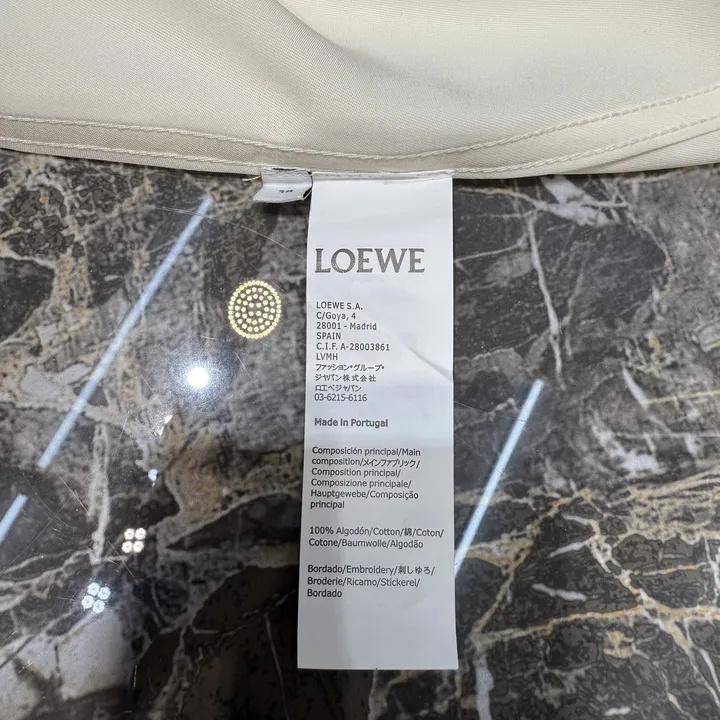 LOEWE
LOEWE S.A.
C/Goya, 4
28001 - Madrid
SPAIN
C.I.F. A-28003861
LVMH
ファッション・グループ・
ジャパン株式会社
ロエベジャパン
03-6215-6116
Made in Portugal
Composición principal/Main
composition/メインファブリック/
Composition principal/
Composizione principale/
Hauptgewebe/Composição
principal
100% Algodón/Cotton/綿/Coton/
Cotone/Baumwolle/Algodão
Bordado/Embroidery/刺しゅう/
Broderie/Ricamo/Stickerei/
Bordado